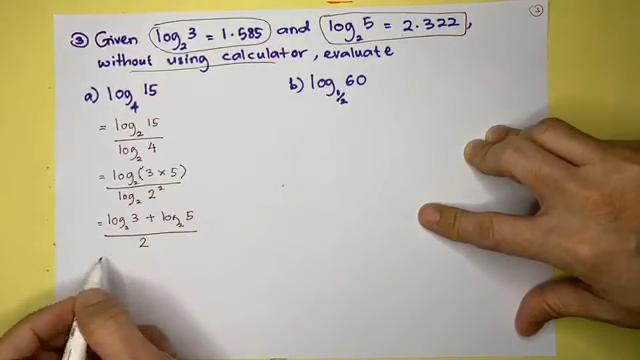 ③ Given log₂ 3 = 1.585 and log₂ 5 = 2.322,
without using calculator, evaluate
a) log₄ 15
= log₂ 15 / log₂ 4
= log₂ (3 × 5) / log₂ 2²
= log₂ 3 + log₂ 5 / 2
b) log₁/₂ 60
③